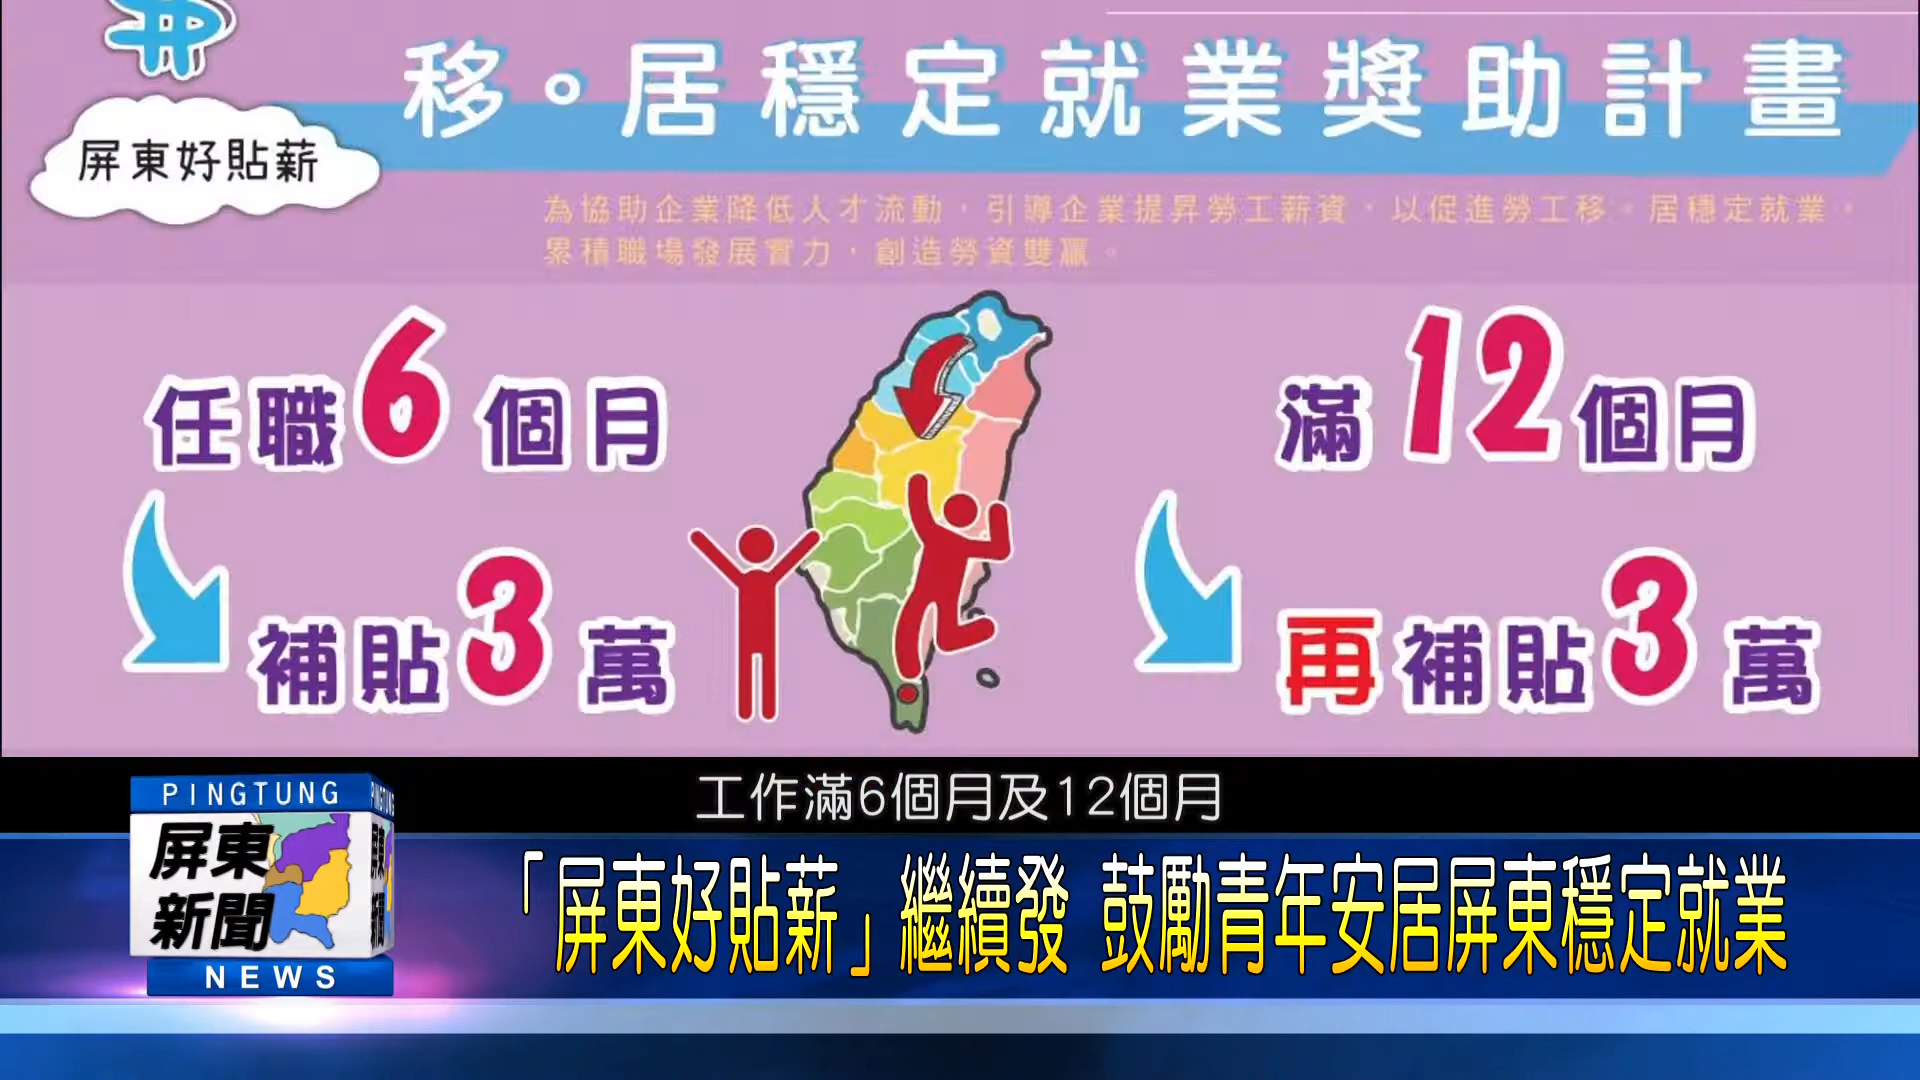 移。居穩定就業獎助計畫
屏東好貼薪
為協助企業降低人才流動，引導企業提昇勞工薪資，以促進勞工移。居穩定就業，
累積職場發展實力，創造勞資雙贏。
任職6個月
補貼3萬
滿12個月
再補貼3萬
工作滿6個月及12個月
PINGTUNG
屏東
新聞
NEWS
「屏東好貼薪」繼續發 鼓勵青年安居屏東穩定就業